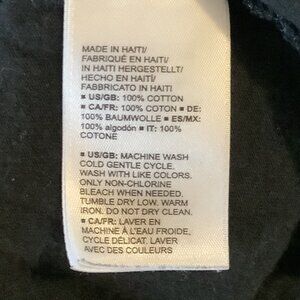 MADE IN HAITI/
FABRIQUÉ EN HAITI/
IN HAITI HERGESTELLT/
HECHO EN HAITÍ/
FABBRICATO IN HAITI
▪ US/GB: 100% COTTON
▪ CA/FR: 100% COTON ▪ DE:
100% BAUMWOLLE ▪ ES/MX:
100% algodón ▪ IT: 100%
COTONE
▪ US/GB: MACHINE WASH
COLD GENTLE CYCLE.
WASH WITH LIKE COLORS.
ONLY NON-CHLORINE
BLEACH WHEN NEEDED.
TUMBLE DRY LOW. WARM
IRON. DO NOT DRY CLEAN.
▪ CA/FR: LAVER EN
MACHINE À L'EAU FROIDE,
CYCLE DÉLICAT. LAVER
AVEC DES COULEURS